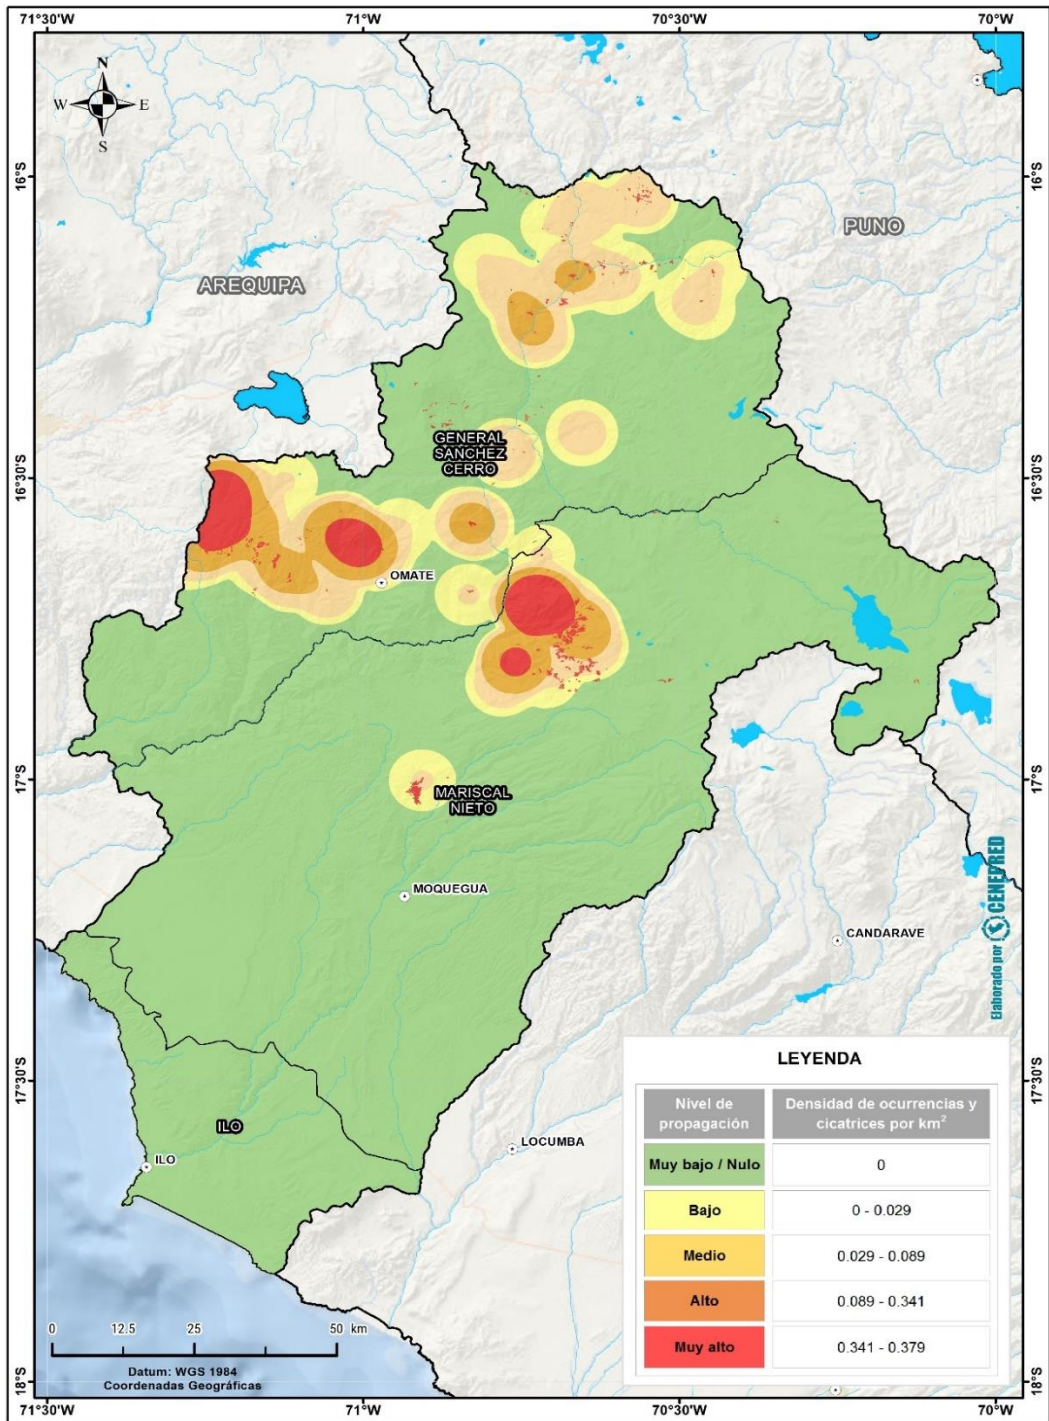 71°30'W 71°W 70°30'W 70°W
N
W E
S
16°S 16°S
PUNO
AREQUIPA
GENERAL
SANCHEZ
CERRO
16°30'S 16°30'S
OMATE
17°S 17°S
MARISCAL
NIETO
MOQUEGUA
CANDARAVE
Elaborado por CENEPRED
LEYENDA
Nivel de propagación Densidad de ocurrencias y cicatrices por km²
Muy bajo / Nulo 0
Bajo 0 - 0.029
Medio 0.029 - 0.089
Alto 0.089 - 0.341
Muy alto 0.341 - 0.379
17°30'S 17°30'S
ILO
LOCUMBA
ILO
0 12.5 25 50 km
Datum: WGS 1984
Coordenadas Geográficas
18°S 18°S
71°30'W 71°W 70°30'W 70°W